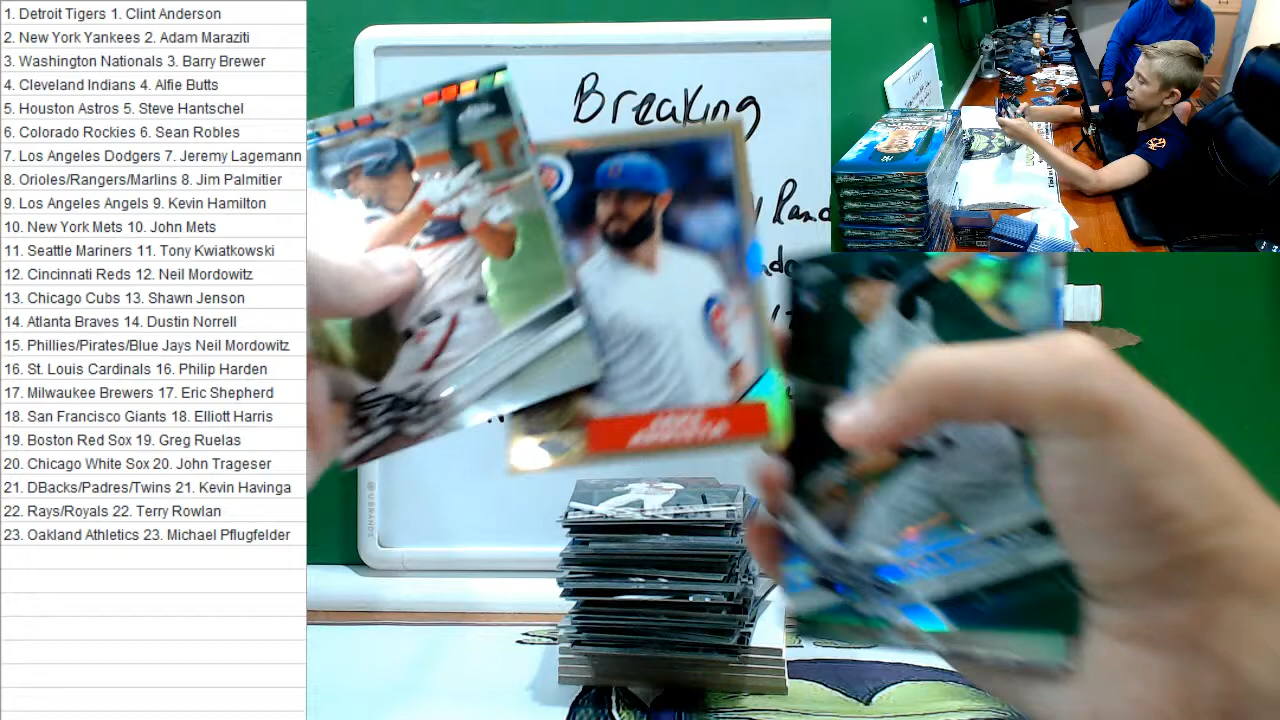 1. Detroit Tigers 1. Clint Anderson
2. New York Yankees 2. Adam Maraziti
3. Washington Nationals 3. Barry Brewer
4. Cleveland Indians 4. Alfie Butts
5. Houston Astros 5. Steve Hantschel
6. Colorado Rockies 6. Sean Robles
7. Los Angeles Dodgers 7. Jeremy Lagemann
8. Orioles/Rangers/Marlins 8. Jim Palmitier
9. Los Angeles Angels 9. Kevin Hamilton
10. New York Mets 10. John Mets
11. Seattle Mariners 11. Tony Kwiatkowski
12. Cincinnati Reds 12. Neil Mordowitz
13. Chicago Cubs 13. Shawn Jenson
14. Atlanta Braves 14. Dustin Norrell
15. Phillies/Pirates/Blue Jays Neil Mordowitz
16. St. Louis Cardinals 16. Philip Harden
17. Milwaukee Brewers 17. Eric Shepherd
18. San Francisco Giants 18. Elliott Harris
19. Boston Red Sox 19. Greg Ruelas
20. Chicago White Sox 20. John Trageser
21. DBacks/Padres/Twins 21. Kevin Havinga
22. Rays/Royals 22. Terry Rowlan
23. Oakland Athletics 23. Michael Pflugfelder
Breaking
JAKE
ARRIETA